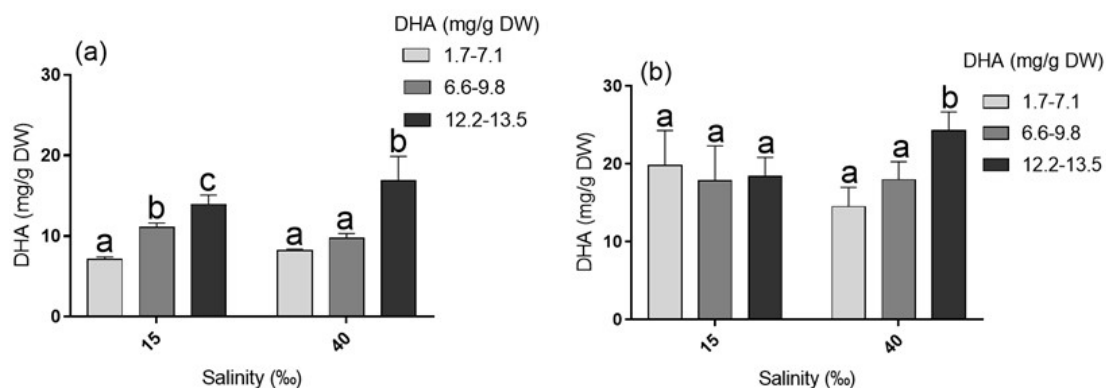 (a)
DHA (mg/g DW)
1.7-7.1
6.6-9.8
12.2-13.5
DHA (mg/g DW)
30
20
10
0
a
b
c
a
a
b
15
40
Salinity (‰)
(b)
DHA (mg/g DW)
1.7-7.1
6.6-9.8
12.2-13.5
DHA (mg/g DW)
30
20
10
0
a
a
a
a
a
b
15
40
Salinity (‰)